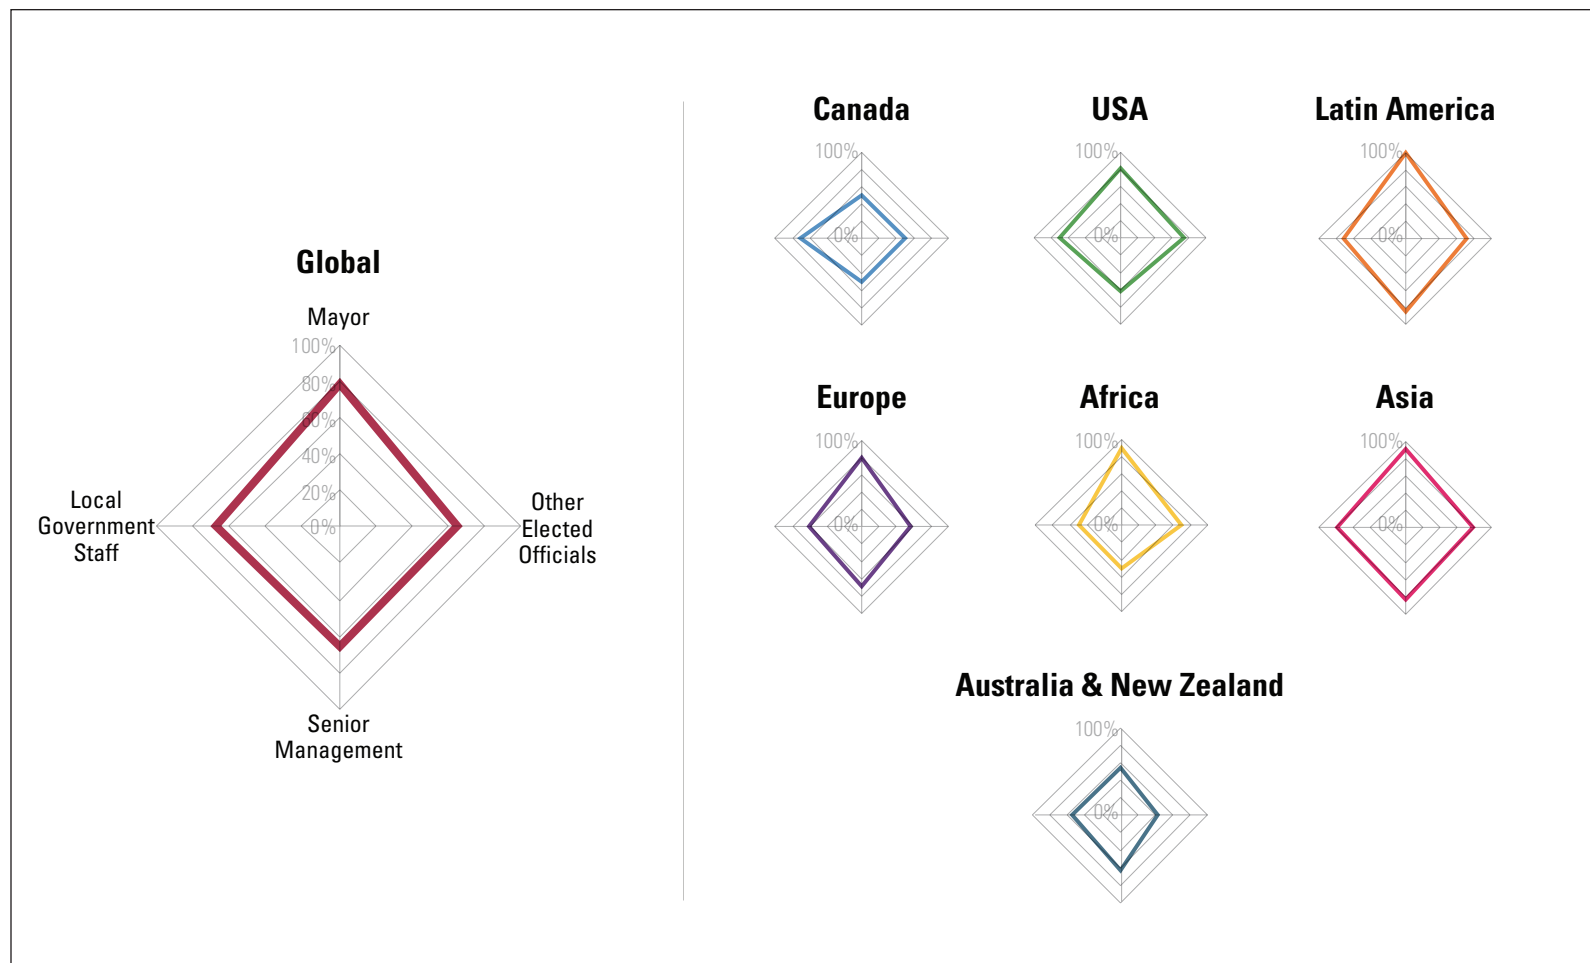 Global
Mayor
100%
80%
60%
40%
20%
0%
Local
Government
Staff
Other
Elected
Officials
Senior
Management
Canada
100%
0%
USA
100%
0%
Latin America
100%
0%
Europe
100%
0%
Africa
100%
0%
Asia
100%
0%
Australia & New Zealand
100%
0%